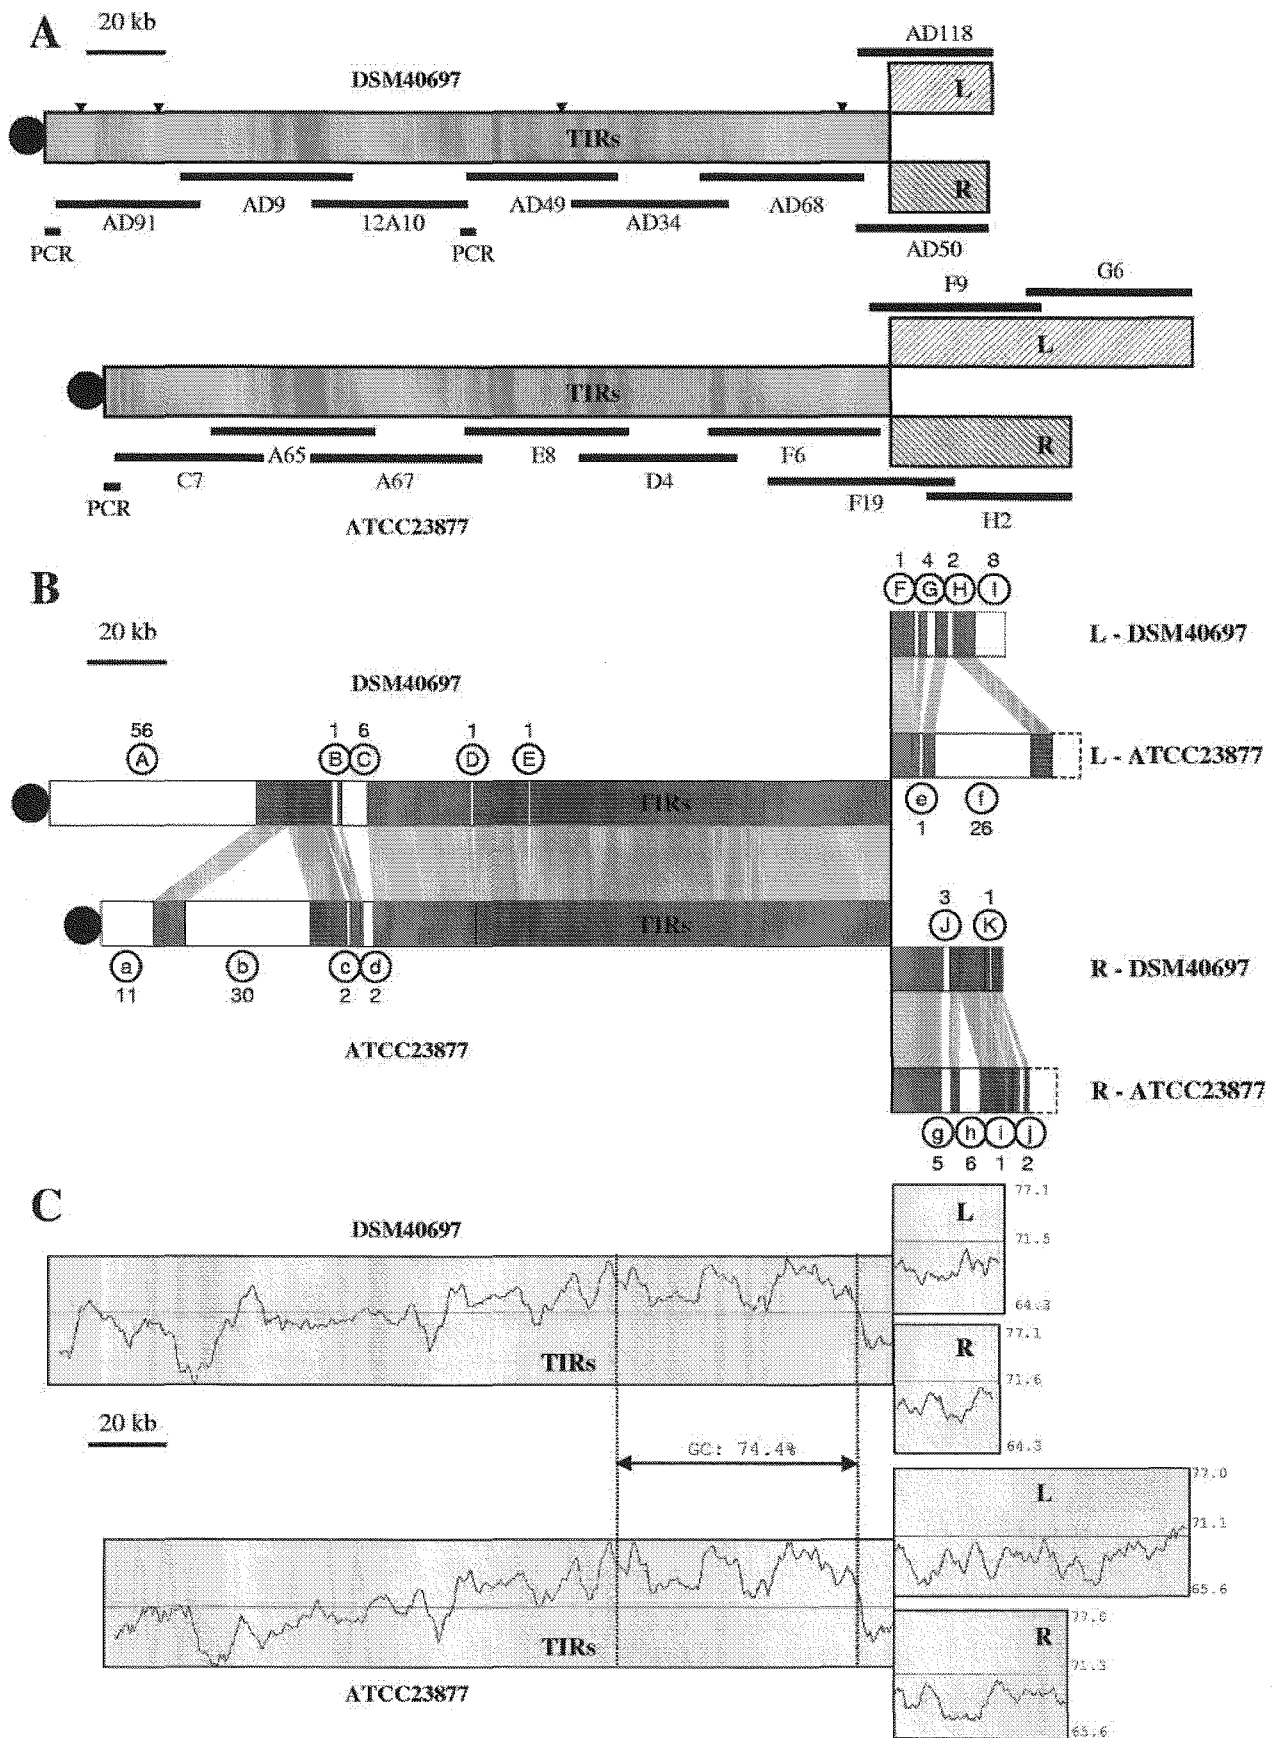 A
20 kb
DSM40697
AD118
L
TIRs
R
AD91
AD9
12A10
AD49
AD34
AD68
AD50
PCR
PCR
F9
G6
L
TIRs
R
C7
A65
A67
E8
D4
F6
F19
H2
PCR
ATCC23877
B
20 kb
DSM40697
1 4 2 8
F G H I
L - DSM40697
56 1 6 1 1
A B C D E
TIRs
L - ATCC23877
e f
1 26
TIRs
a b c d
11 30 2 2
ATCC23877
3 1
J K
R - DSM40697
R - ATCC23877
g h i j
5 6 1 2
C
DSM40697
TIRs
L
77.1
71.5
64.3
R
77.1
71.6
64.3
20 kb
GC: 74.4%
L
77.0
71.1
65.6
TIRs
R
77.0
71.3
65.6
ATCC23877